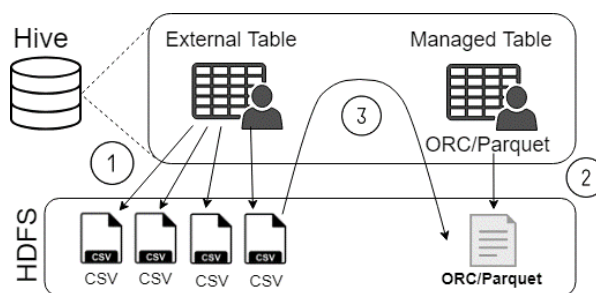 Hive
External Table
Managed Table
ORC/Parquet
1
2
3
HDFS
CSV
CSV
CSV
CSV
CSV
CSV
CSV
CSV
ORC/Parquet